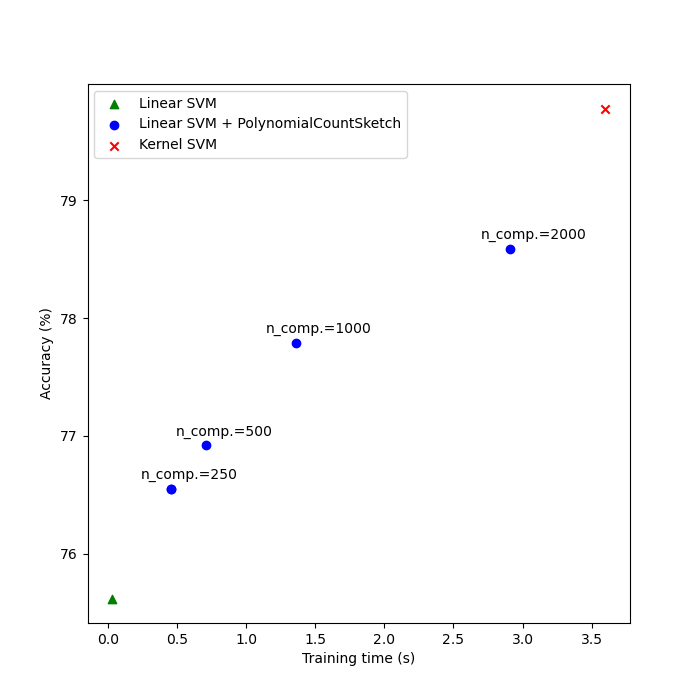 Linear SVM
Linear SVM + PolynomialCountSketch
Kernel SVM
79
n_comp.=2000
78
n_comp.=1000
Accuracy (%)
77
n_comp.=500
n_comp.=250
76
0.0 0.5 1.0 1.5 2.0 2.5 3.0 3.5
Training time (s)